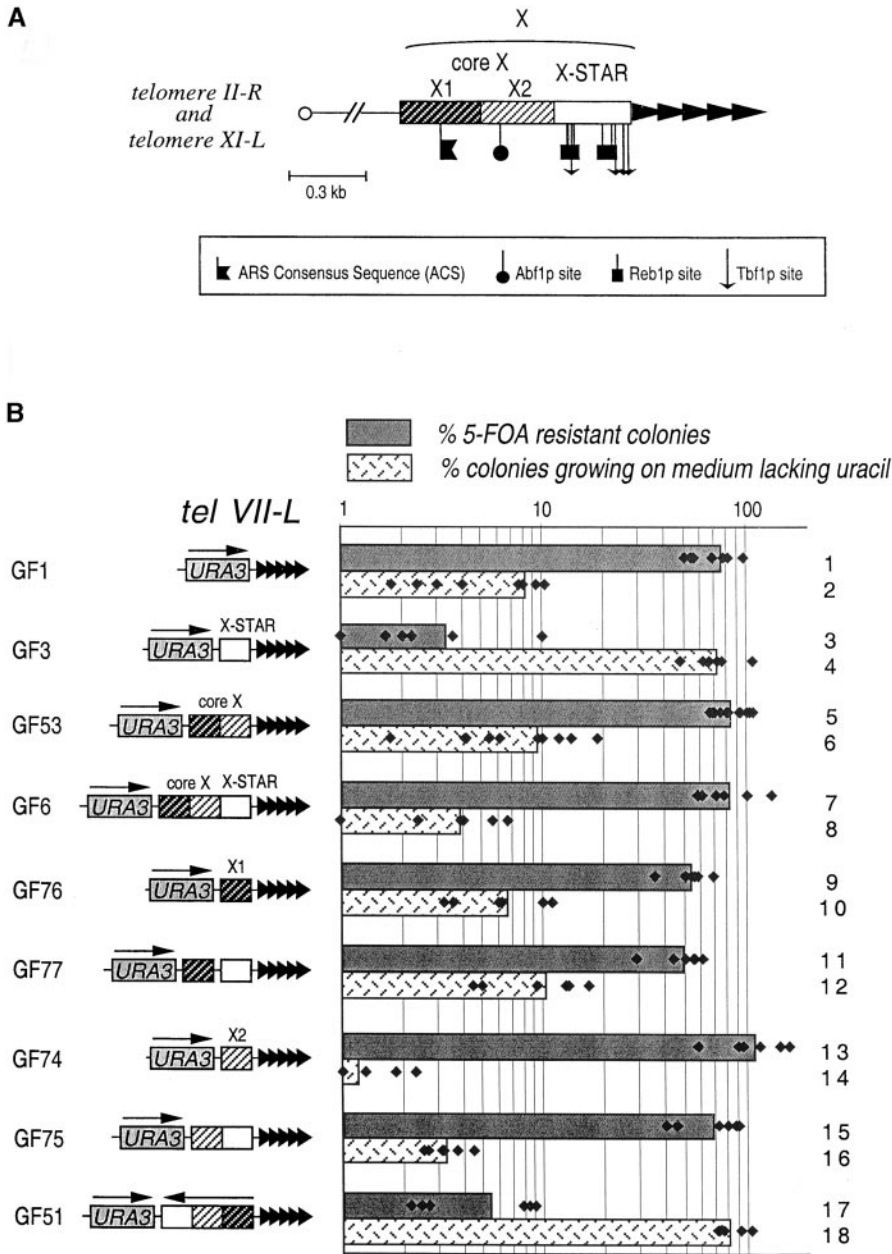 A
X
core X
X-STAR
X1 X2
telomere II-R
and
telomere XI-L
0.3 kb
ARS Consensus Sequence (ACS) Abf1p site Reb1p site Tbf1p site
B
% 5-FOA resistant colonies
% colonies growing on medium lacking uracil
tel VII-L
1 10 100
GF1 URA3 1
2
X-STAR
GF3 URA3 3
4
core X
GF53 URA3 5
6
core X X-STAR
GF6 URA3 7
8
X1
GF76 URA3 9
10
GF77 URA3 11
12
X2
GF74 URA3 13
14
GF75 URA3 15
16
GF51 URA3 17
18